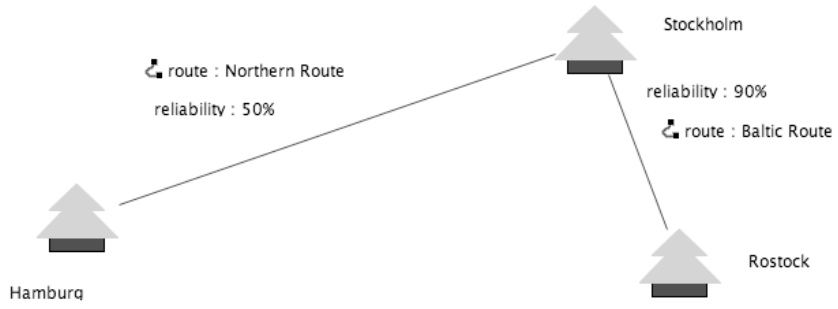 Stockholm
route : Northern Route
reliability : 50%
reliability : 90%
route : Baltic Route
Rostock
Hamburg